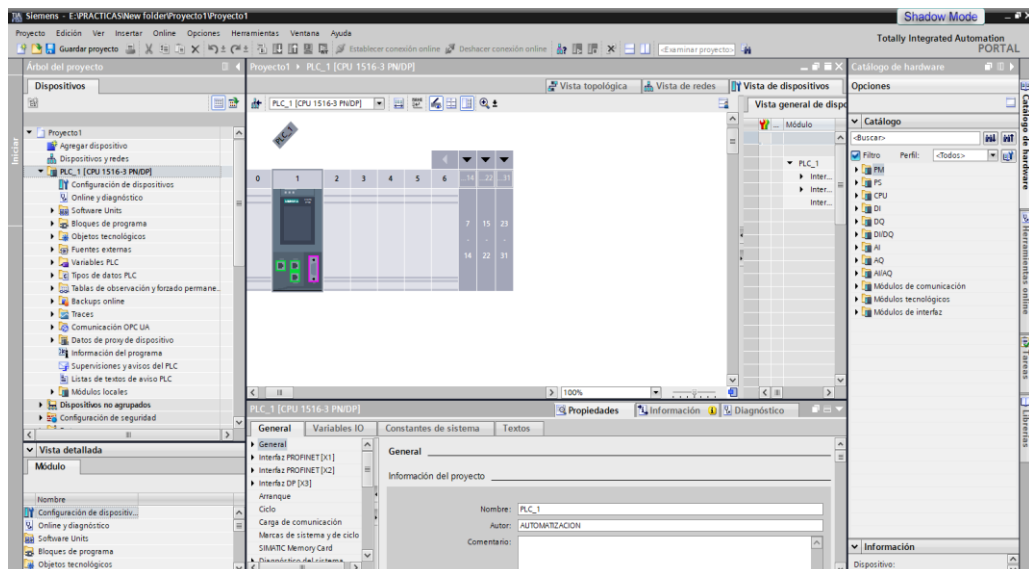 Siemens - E:\PRACTICAS\New folder\Proyecto1\Proyecto1
Shadow Mode
Proyecto Edición Ver Insertar Online Opciones Herramientas Ventana Ayuda
Totally Integrated Automation
PORTAL
Guardar proyecto
Establecer conexión online
Deshacer conexión online
<Examinar proyecto>
Árbol del proyecto
Proyecto1 PLC_1 [CPU 1516-3 PN/DP]
Catálogo de hardware
Dispositivos
Vista topológica
Vista de redes
Vista de dispositivos
Opciones
PLC_1 [CPU 1516-3 PN/DP]
Vista general de dispo
Iniciar
Proyecto1
Agregar dispositivo
Dispositivos y redes
PLC_1 [CPU 1516-3 PN/DP]
Configuración de dispositivos
Online y diagnóstico
Software Units
Bloques de programa
Objetos tecnológicos
Fuentes externas
Variables PLC
Tipos de datos PLC
Tablas de observación y forzado permane..
Backups online
Traces
Comunicación OPC UA
Datos de proxy de dispositivo
Información del programa
Supervisiones y avisos del PLC
Listas de textos de aviso PLC
Módulos locales
Dispositivos no agrupados
Configuración de seguridad
Vista detallada
Módulo
Nombre
Configuración de dispositiv...
Online y diagnóstico
Software Units
Bloques de programa
Objetos tecnológicos
PLC_1
...14 ...22 ...31
0 1 2 3 4 5 6
7 15 23
- - -
14 22 31
100%
... Módulo
PLC_1
Inter...
Inter...
Inter...
PLC_1 [CPU 1516-3 PN/DP]
Propiedades
Información
Diagnóstico
General
Variables IO
Constantes de sistema
Textos
General
Interfaz PROFINET [X1]
Interfaz PROFINET [X2]
Interfaz DP [X3]
Arranque
Ciclo
Carga de comunicación
Marcas de sistema y de ciclo
SIMATIC Memory Card
Diagnóstico del sistema
General
Información del proyecto
Nombre: PLC_1
Autor: AUTOMATIZACION
Comentario:
Catálogo
<Buscar>
Filtro Perfil: <Todos>
PM
PS
CPU
DI
DQ
DI/DQ
AI
AQ
AI/AQ
Módulos de comunicación
Módulos tecnológicos
Módulos de interfaz
Información
Dispositivo:
Catálogo de hardware
Herramientas online
Tareas
Librerías